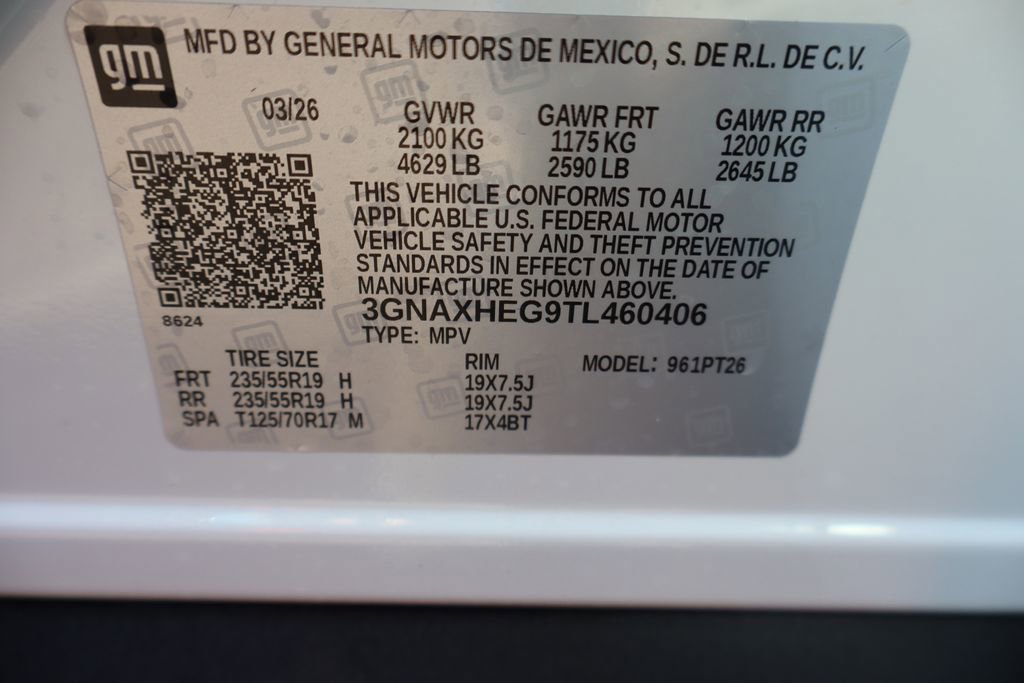 gm
MFD BY GENERAL MOTORS DE MEXICO, S. DE R.L. DE C.V.
03/26 GVWR GAWR FRT GAWR RR
2100 KG 1175 KG 1200 KG
4629 LB 2590 LB 2645 LB
THIS VEHICLE CONFORMS TO ALL
APPLICABLE U.S. FEDERAL MOTOR
VEHICLE SAFETY AND THEFT PREVENTION
STANDARDS IN EFFECT ON THE DATE OF
MANUFACTURE SHOWN ABOVE.
8624
3GNAXHEG9TL460406
TYPE: MPV
TIRE SIZE RIM MODEL: 961PT26
FRT 235/55R19 H 19X7.5J
RR 235/55R19 H 19X7.5J
SPA T125/70R17 M 17X4BT